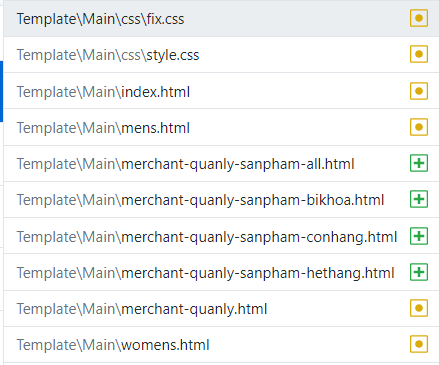 Template\Main\css\fix.css
Template\Main\css\style.css
Template\Main\index.html
Template\Main\mens.html
Template\Main\merchant-quanly-sanpham-all.html
Template\Main\merchant-quanly-sanpham-bikhoa.html
Template\Main\merchant-quanly-sanpham-conhang.html
Template\Main\merchant-quanly-sanpham-hethang.html
Template\Main\merchant-quanly.html
Template\Main\womens.html